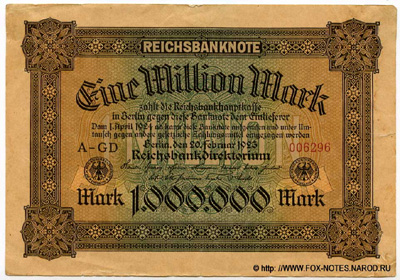 REICHSBANKNOTE
Eine Million Mark
zahlt die Reichsbankhauptkasse
in Berlin gegen diese Banknote dem Einlieferer
Vom 1. April 1924 ab kann diese Banknote aufgerufen und unter Um-
tausch gegen andere gesetzliche Zahlungsmittel eingezogen werden
Berlin, den 20. Februar 1923
A-GD 006296
Reichsbankdirektorium
Mark 1.000.000 Mark
© http://WWW.FOX-NOTES.NAROD.RU